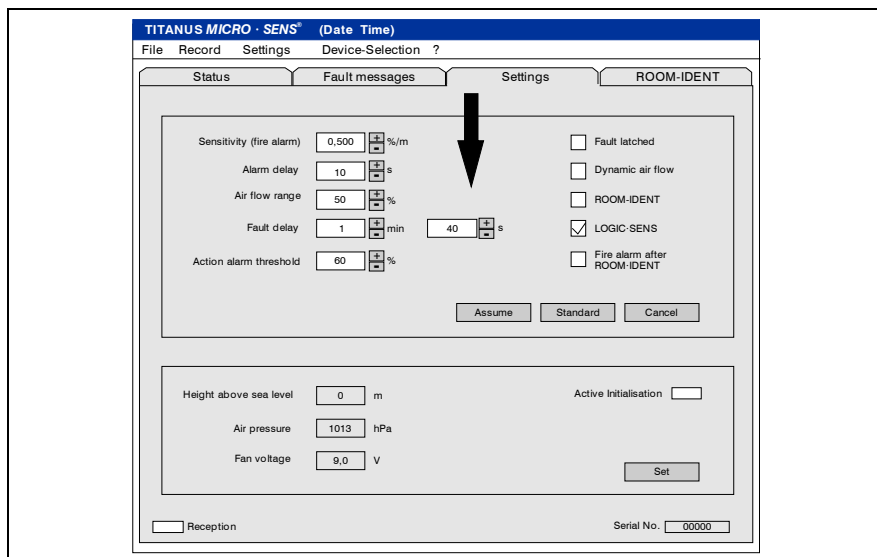 TITANUS MICRO · SENS® (Date Time)
File Record Settings Device-Selection ?
Status Fault messages Settings ROOM-IDENT
Sensitivity (fire alarm) 0,500 + - %/m Fault latched
Alarm delay 10 + - s Dynamic air flow
Air flow range 50 + - % ROOM-IDENT
Fault delay 1 + - min 40 + - s LOGIC·SENS
Action alarm threshold 60 + - % Fire alarm after
ROOM·IDENT
Assume Standard Cancel
Height above sea level 0 m Active Initialisation
Air pressure 1013 hPa
Fan voltage 9,0 V
Set
Reception Serial No. 00000